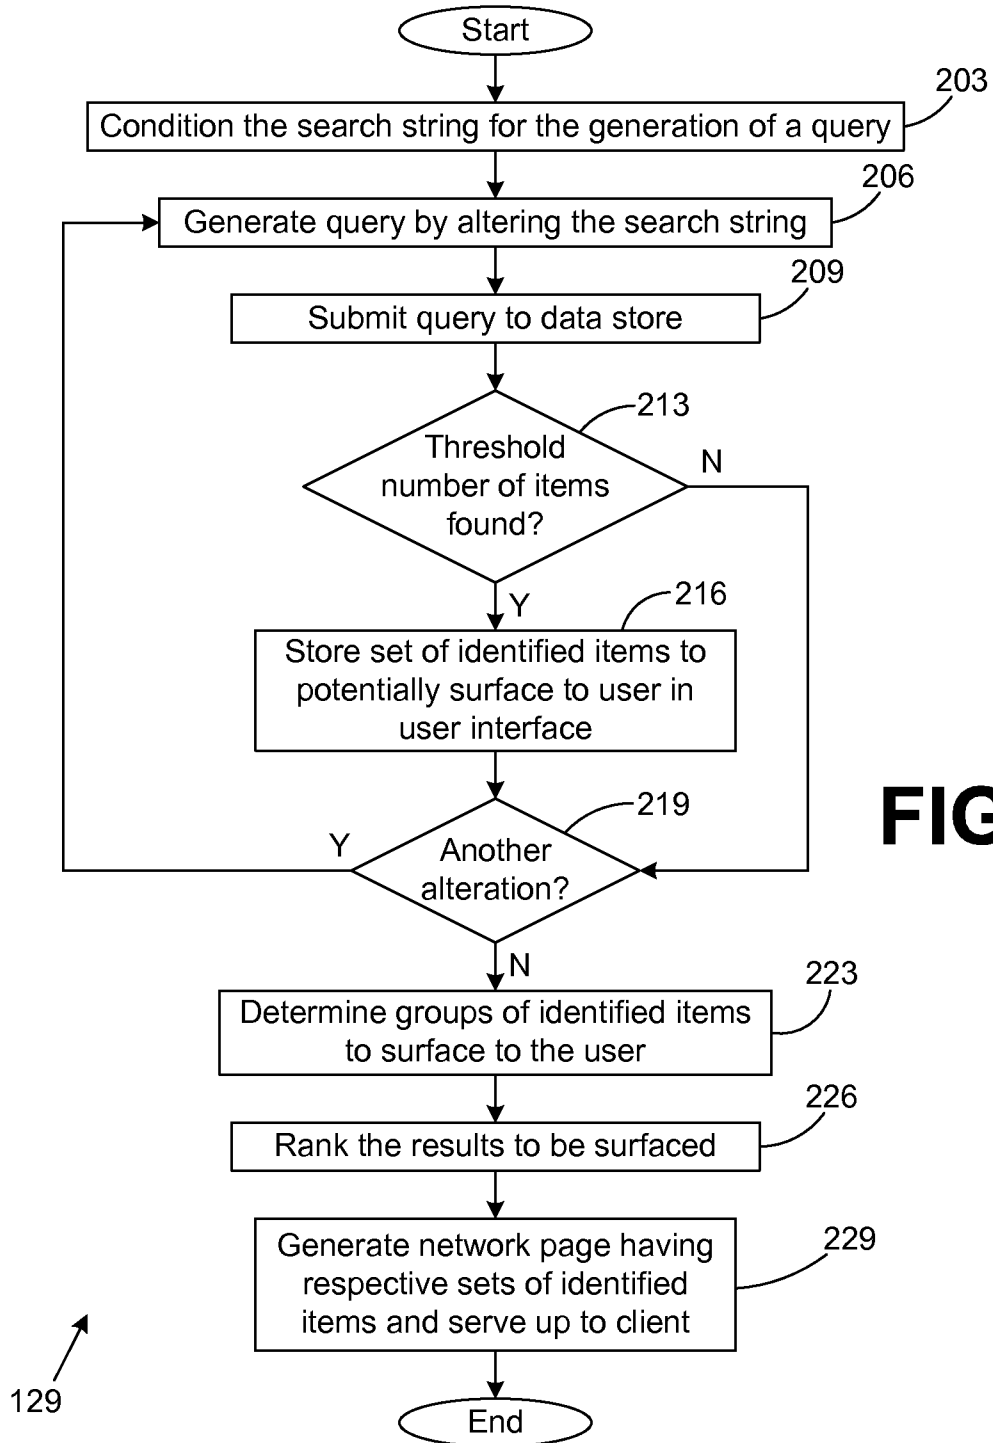 Start
203
Condition the search string for the generation of a query
206
Generate query by altering the search string
209
Submit query to data store
213
Threshold
number of items
found?
N
Y
216
Store set of identified items to
potentially surface to user in
user interface
219
Y
Another
alteration?
FIG
N
223
Determine groups of identified items
to surface to the user
226
Rank the results to be surfaced
229
Generate network page having
respective sets of identified
items and serve up to client
129
End